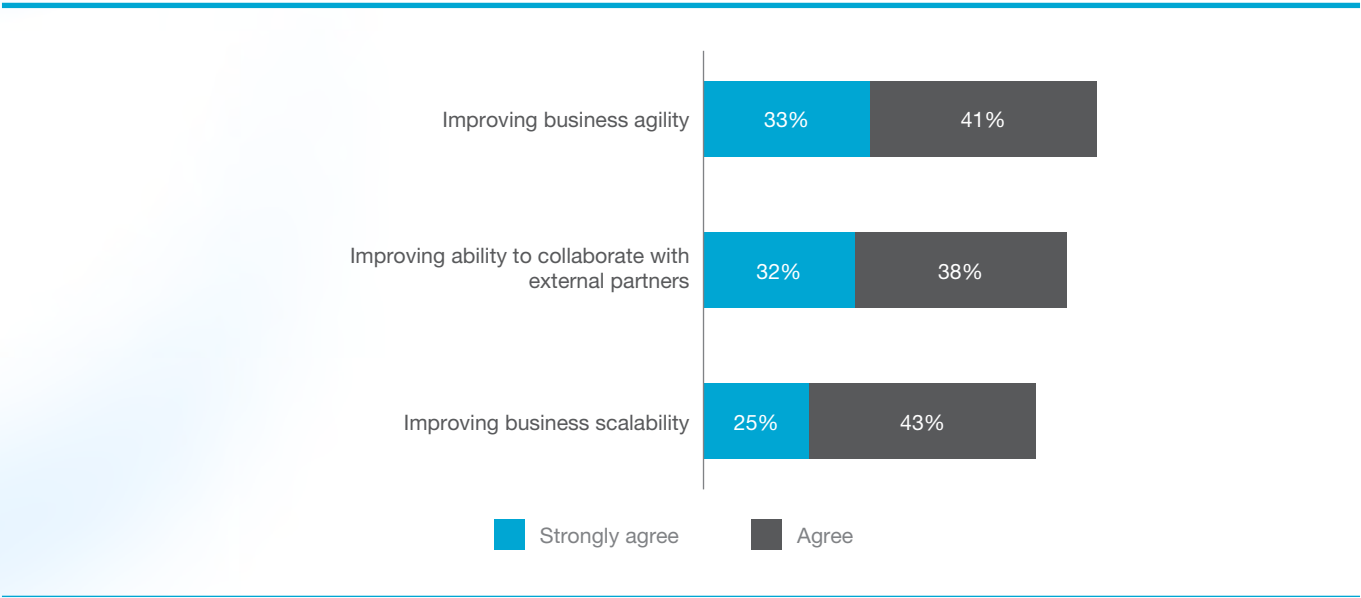 Improving business agility
33%
41%
Improving ability to collaborate with
external partners
32%
38%
Improving business scalability
25%
43%
Strongly agree
Agree